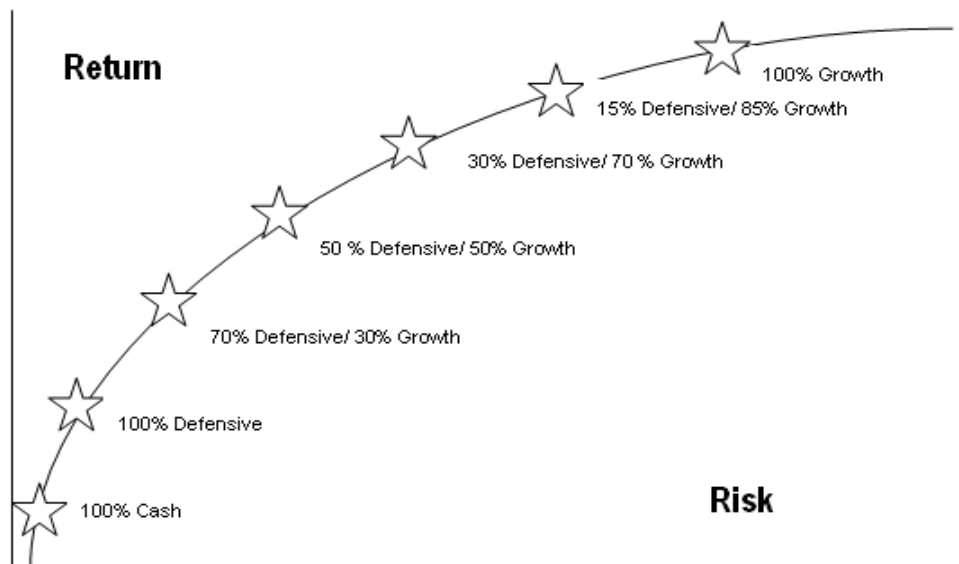 Return
100% Growth
15% Defensive/ 85% Growth
30% Defensive/ 70 % Growth
50 % Defensive/ 50% Growth
70% Defensive/ 30% Growth
100% Defensive
Risk
100% Cash